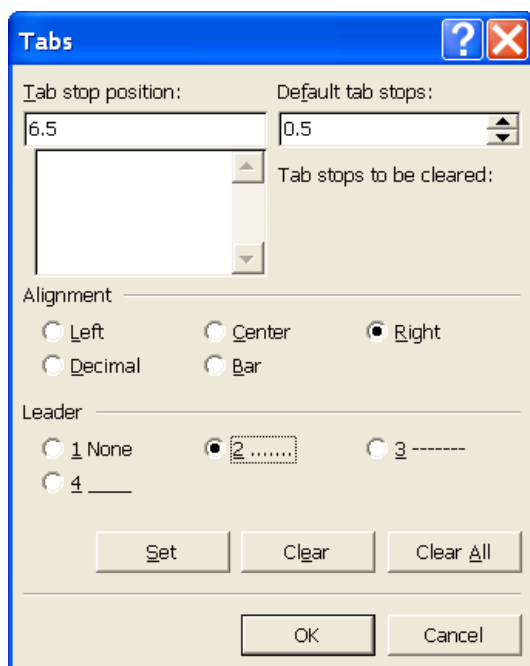 Tabs
Tab stop position: Default tab stops:
6.5 0.5
Tab stops to be cleared:
Alignment
Left Center Right
Decimal Bar
Leader
1 None 2 ....... 3 -------
4 ____
Set Clear Clear All
OK Cancel